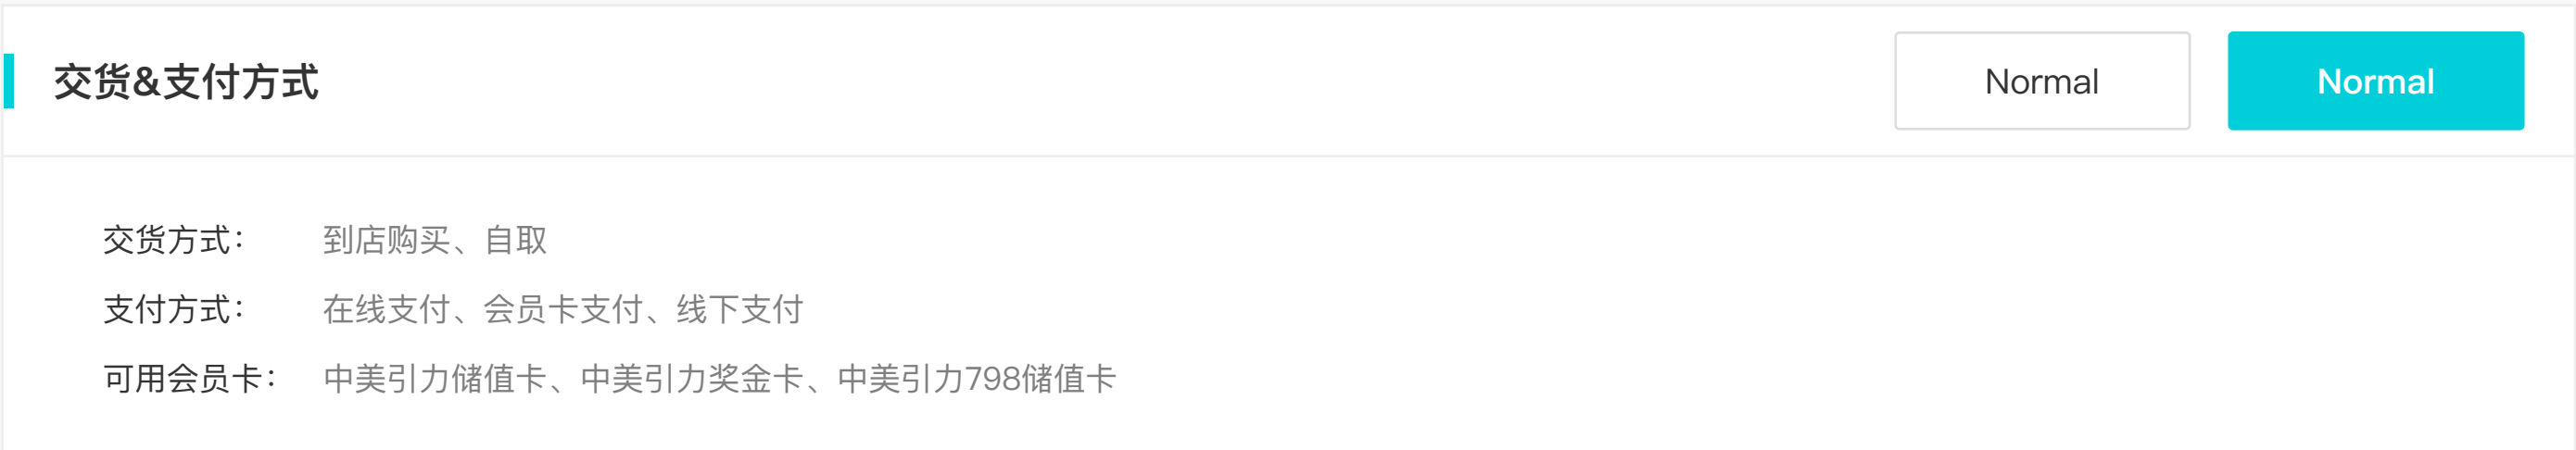 交货&支付方式
Normal
Normal
交货方式： 到店购买、自取
支付方式： 在线支付、会员卡支付、线下支付
可用会员卡： 中美引力储值卡、中美引力奖金卡、中美引力798储值卡